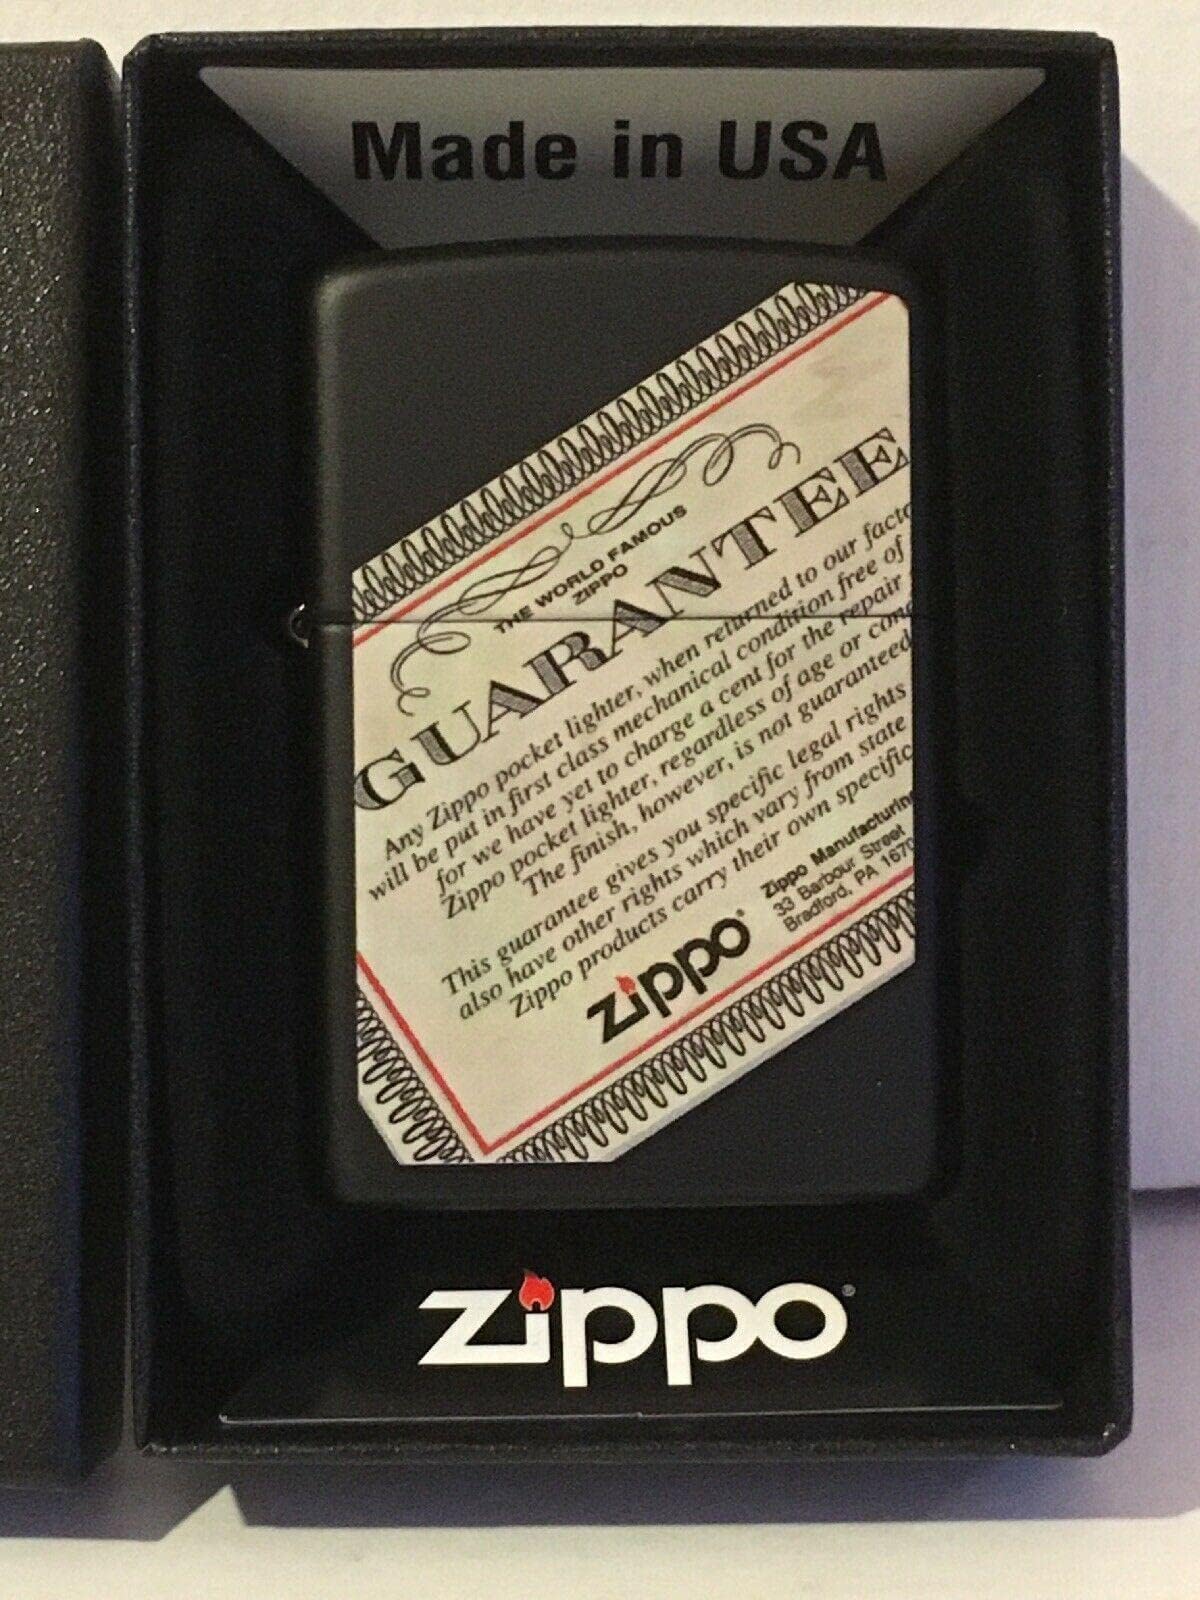 Made in USA
THE WORLD FAMOUS
ZIPPO
GUARANTEE
Any Zippo pocket lighter, when returned to our facto
will be put in first class mechanical condition free of
for we have yet to charge a cent for the repair
Zippo pocket lighter, regardless of age or con
The finish, however, is not guaranteed
This guarantee gives you specific legal rights
also have other rights which vary from state
Zippo products carry their own specific
zippo®
Zippo Manufacturin
33 Barbour Street
Bradford, PA 1670
zippo®